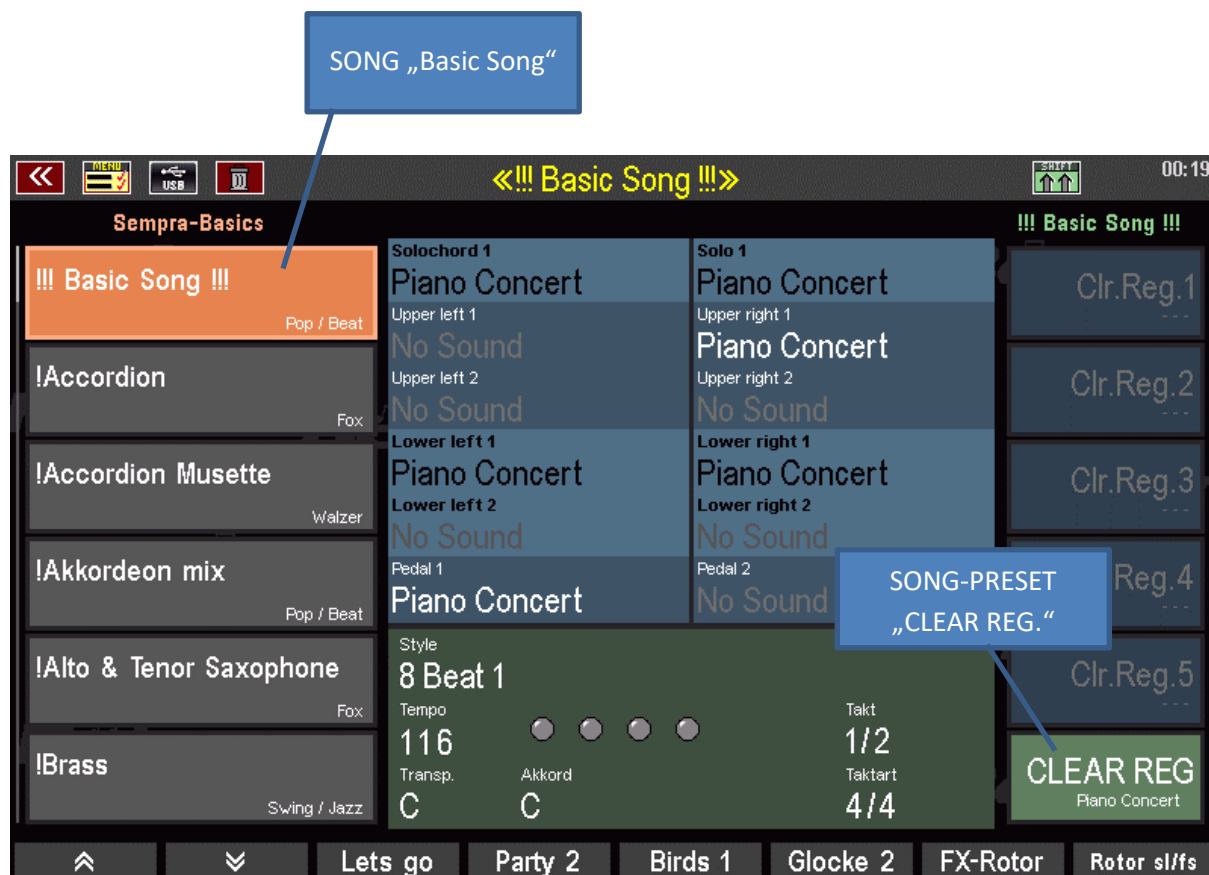 SONG „Basic Song“
MENU
USB
«!!! Basic Song !!!»
SHIFT
00:19
Sempra-Basics
!!! Basic Song !!!
Pop / Beat
!Accordion
Fox
!Accordion Musette
Walzer
!Akkordeon mix
Pop / Beat
!Alto & Tenor Saxophone
Fox
!Brass
Swing / Jazz
Solochord 1
Piano Concert
Solo 1
Piano Concert
Upper left 1
No Sound
Upper right 1
Piano Concert
Upper left 2
No Sound
Upper right 2
No Sound
Lower left 1
Piano Concert
Lower right 1
Piano Concert
Lower left 2
No Sound
Lower right 2
No Sound
Pedal 1
Piano Concert
Pedal 2
No Sound
Style
8 Beat 1
Tempo
116
Takt
1/2
Transp.
C
Akkord
C
Taktart
4/4
!!! Basic Song !!!
Clr.Reg.1
---
Clr.Reg.2
---
Clr.Reg.3
---
Reg.4
---
Clr.Reg.5
---
SONG-PRESET
„CLEAR REG.“
CLEAR REG
Piano Concert
Lets go
Party 2
Birds 1
Glocke 2
FX-Rotor
Rotor sl/fs